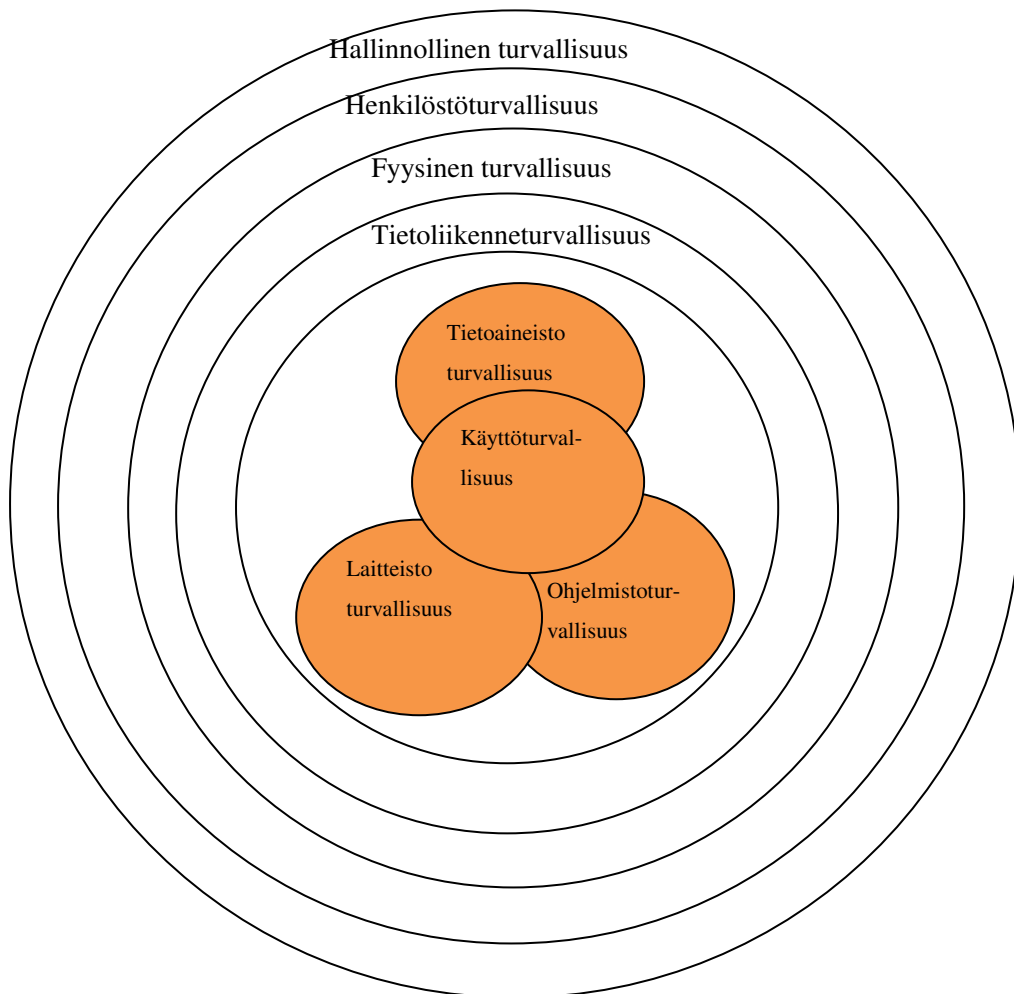 Hallinnollinen turvallisuus
Henkilöstöturvallisuus
Fyysinen turvallisuus
Tietoliikenneturvallisuus
Tietoaineisto
turvallisuus
Käyttöturval-
lisuus
Laitteisto
turvallisuus
Ohjelmistotur-
vallisuus